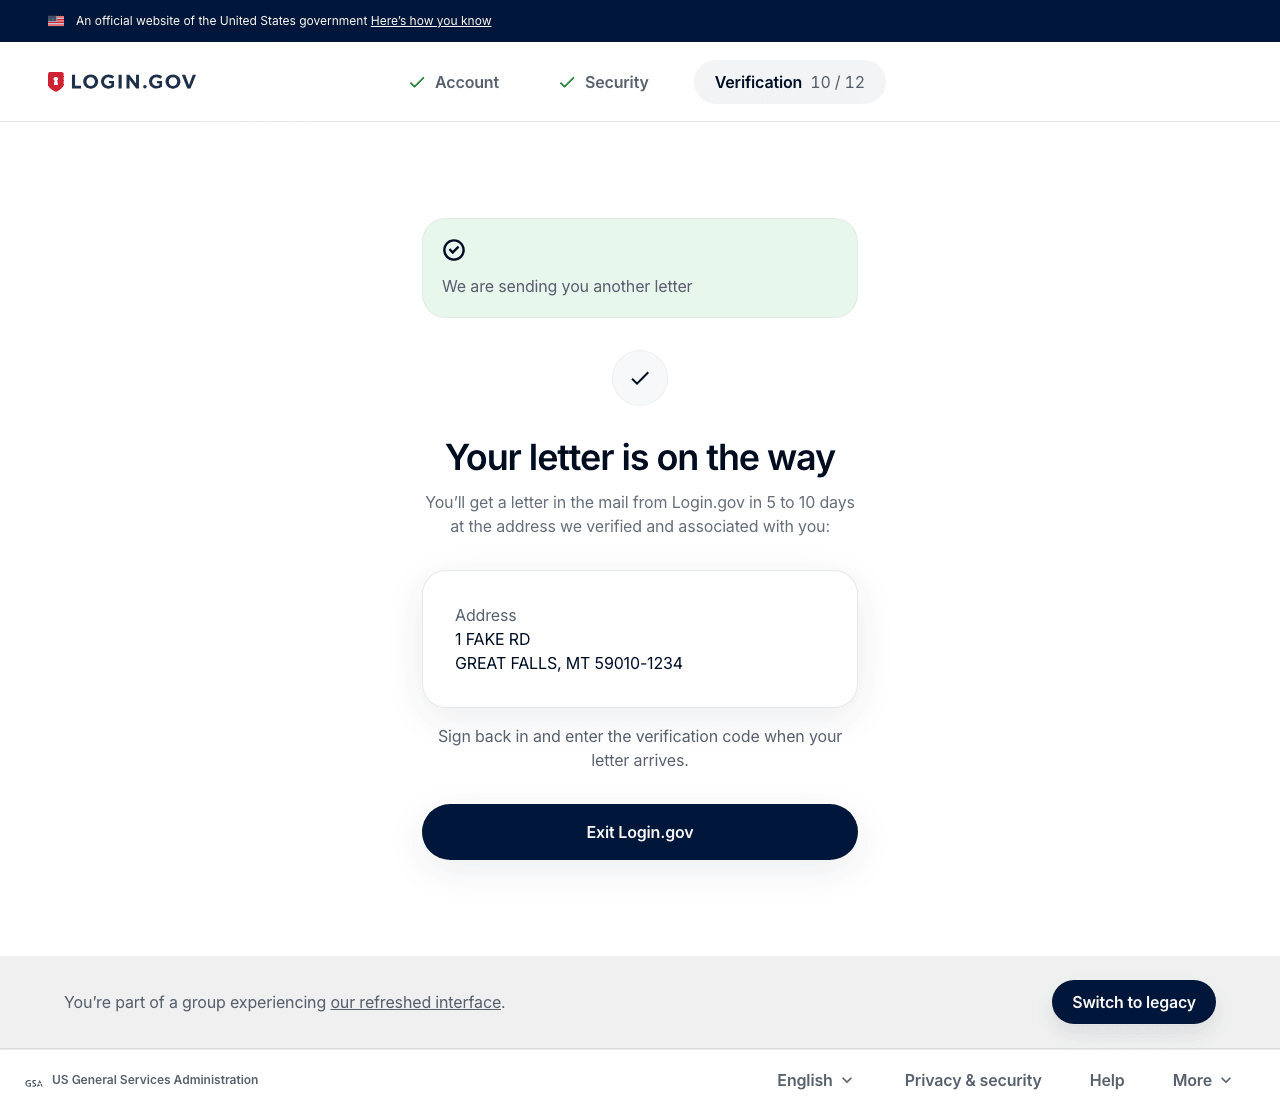 An official website of the United States government Here’s how you know
LOGIN.GOV
Account
Security
Verification 10 / 12
We are sending you another letter
Your letter is on the way
You’ll get a letter in the mail from Login.gov in 5 to 10 days
at the address we verified and associated with you:
Address
1 FAKE RD
GREAT FALLS, MT 59010-1234
Sign back in and enter the verification code when your
letter arrives.
Exit Login.gov
You’re part of a group experiencing our refreshed interface.
Switch to legacy
GSA US General Services Administration
English
Privacy & security
Help
More